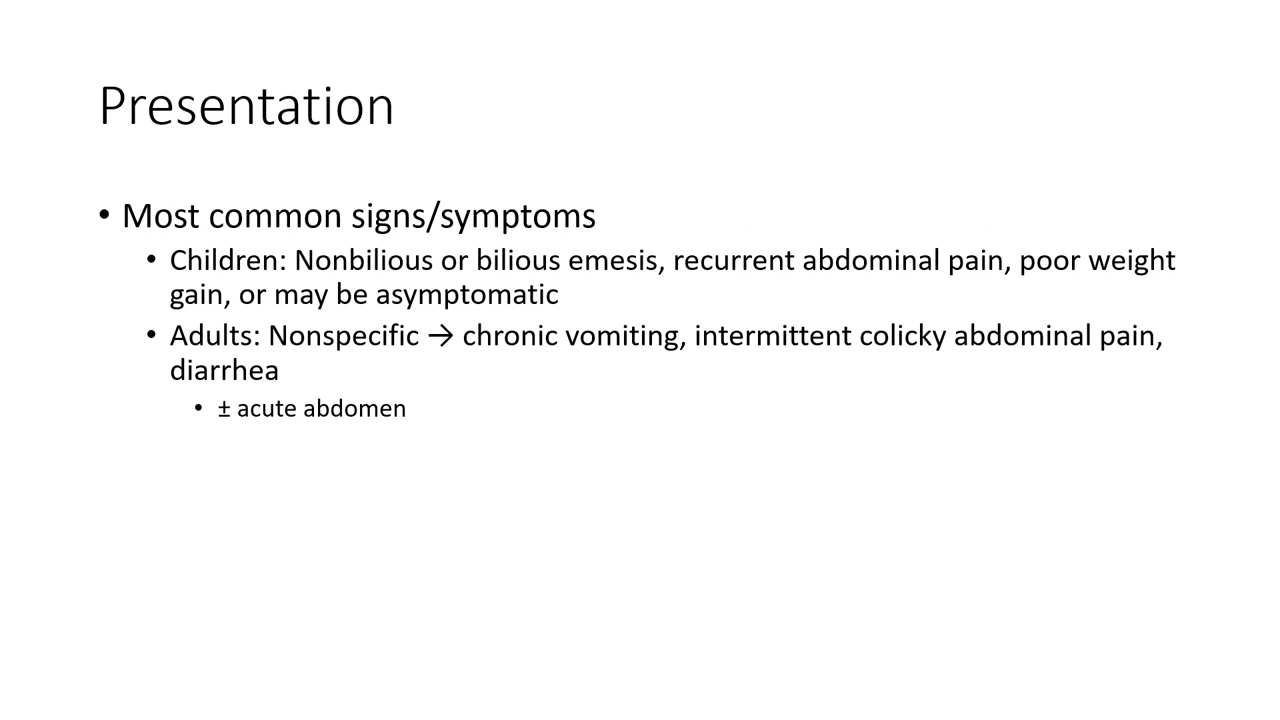 Presentation
• Most common signs/symptoms
• Children: Nonbilious or bilious emesis, recurrent abdominal pain, poor weight
gain, or may be asymptomatic
• Adults: Nonspecific → chronic vomiting, intermittent colicky abdominal pain,
diarrhea
• ± acute abdomen